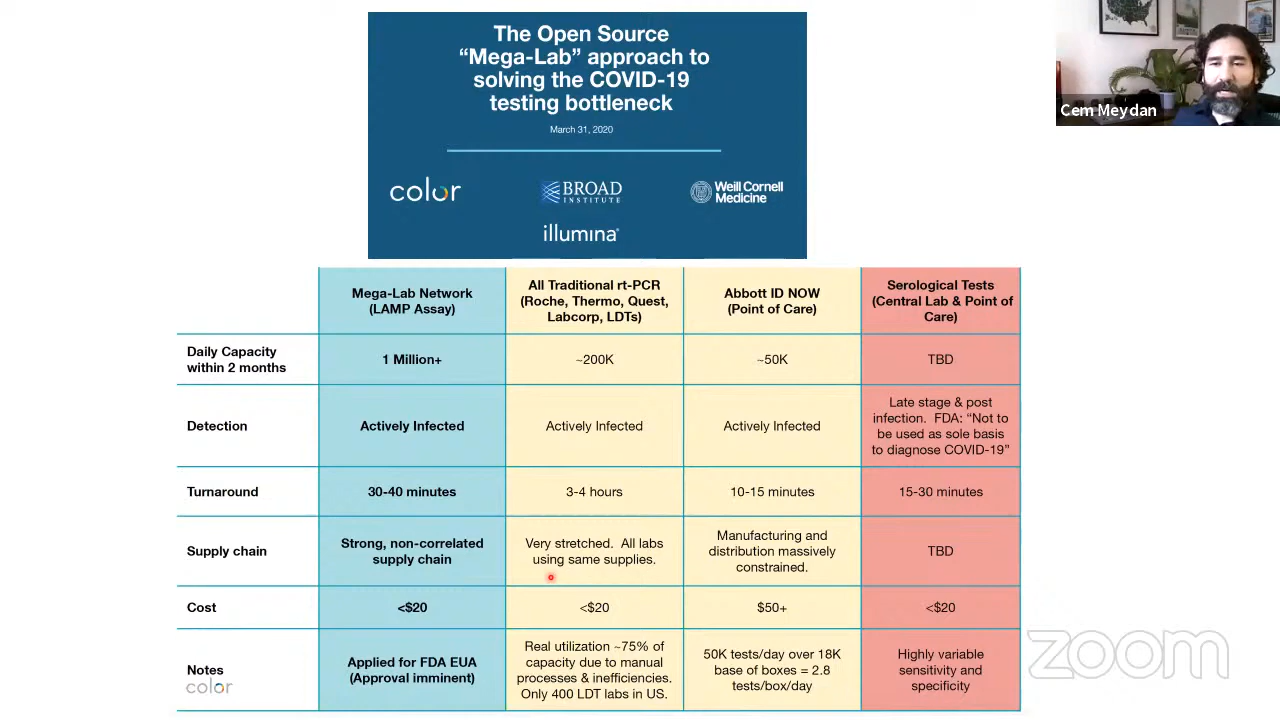 The Open Source
“Mega-Lab” approach to
solving the COVID-19
testing bottleneck
March 31, 2020
color
BROAD
INSTITUTE
Weill Cornell
Medicine
illumina®
Cem Meydan
Mega-Lab Network
(LAMP Assay)
All Traditional rt-PCR
(Roche, Thermo, Quest,
Labcorp, LDTs)
Abbott ID NOW
(Point of Care)
Serological Tests
(Central Lab & Point of
Care)
Daily Capacity
within 2 months
1 Million+
~200K
~50K
TBD
Detection
Actively Infected
Actively Infected
Actively Infected
Late stage & post
infection. FDA: “Not to
be used as sole basis
to diagnose COVID-19”
Turnaround
30-40 minutes
3-4 hours
10-15 minutes
15-30 minutes
Supply chain
Strong, non-correlated
supply chain
Very stretched. All labs
using same supplies.
Manufacturing and
distribution massively
constrained.
TBD
Cost
<$20
<$20
$50+
<$20
Notes
Applied for FDA EUA
(Approval imminent)
Real utilization ~75% of
capacity due to manual
processes & inefficiencies.
Only 400 LDT labs in US.
50K tests/day over 18K
base of boxes = 2.8
tests/box/day
Highly variable
sensitivity and
specificity
color
zoom